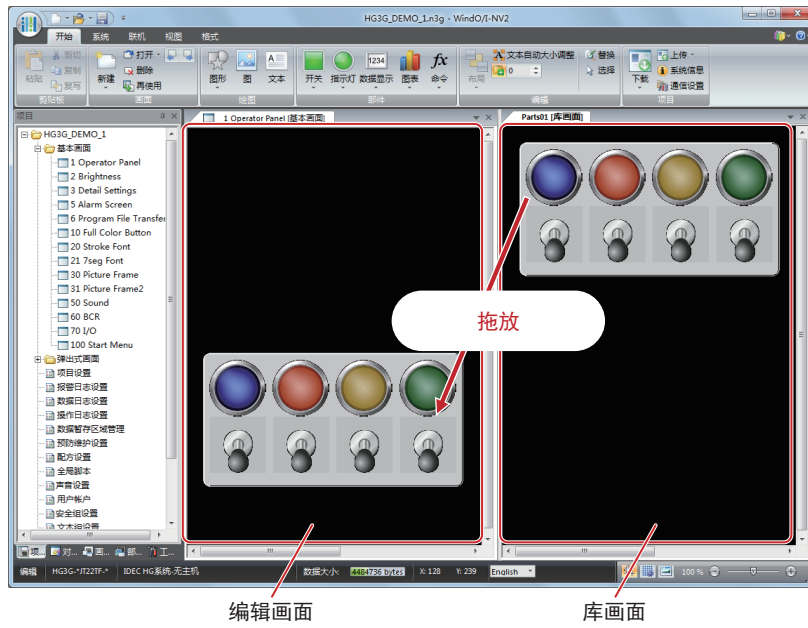 HG3G_DEMO_1.n3g - WindO/I-NV2
开始 系统 联机 视图 格式
粘贴 剪切 复制 复写
剪贴板
新建 打开 删除 再使用
画面
图形 图 文本
绘图
开关 指示灯 1234 数据显示 图表 fx 命令
部件
布局 文本自动大小调整 0 替换 选择
编辑
下载 上传 系统信息 通信设置
项目
项目
HG3G_DEMO_1
基本画面
1 Operator Panel
2 Brightness
3 Detail Settings
5 Alarm Screen
6 Program File Transfer
10 Full Color Button
20 Stroke Font
21 7seg Font
30 Picture Frame
31 Picture Frame2
50 Sound
60 BCR
70 I/O
100 Start Menu
弹出式画面
项目设置
报警日志设置
数据日志设置
操作日志设置
数据暂存区域管理
预防维护设置
配方设置
全局脚本
声音设置
用户帐户
安全组设置
文本组设置
项... 对... 画... 部... 工...
1 Operator Panel [基本画面]
Parts01 [库画面]
拖放
编辑 HG3G-*JT22TF-* IDEC HG系统-无主机 数据大小: 4484736 bytes X: 128 Y: 239 English 100 %
编辑画面
库画面